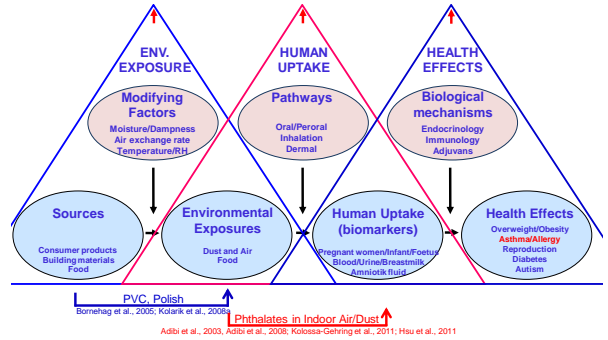 ENV.
EXPOSURE
HUMAN
UPTAKE
HEALTH
EFFECTS
Modifying
Factors
Moisture/Dampness
Air exchange rate
Temperature/RH
Pathways
Oral/Peroral
Inhalation
Dermal
Biological
mechanisms
Endocrinology
Immunology
Adjuvans
Sources
Consumer products
Building materials
Food
Environmental
Exposures
Dust and Air
Food
Human Uptake
(biomarkers)
Pregnant women/Infant/Foetus
Blood/Urine/Breastmilk
Amniotik fluid
Health Effects
Overweight/Obesity
Asthma/Allergy
Reproduction
Diabetes
Autism
PVC, Polish
Bornehag et al., 2005; Kolarik et al., 2008a
Phthalates in Indoor Air/Dust
Adibi et al., 2003, Adibi et al., 2008; Kolossa-Gehring et al., 2011; Hsu et al., 2011